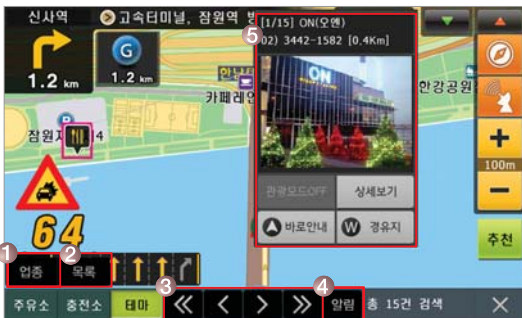 신사역
고속터미널, 잠원역
1.2 km
G
1.2 km
5
[1/15] ON(오엔)
02) 3442-1582 [0.4Km]
ON
카페레인
한강공원
잠원지
4
100m
관광모드OFF
상세보기
바로안내
W 경유지
추천
64
1
업종
2
목록
3
4
주유소
충전소
테마
알림
총 15건 검색